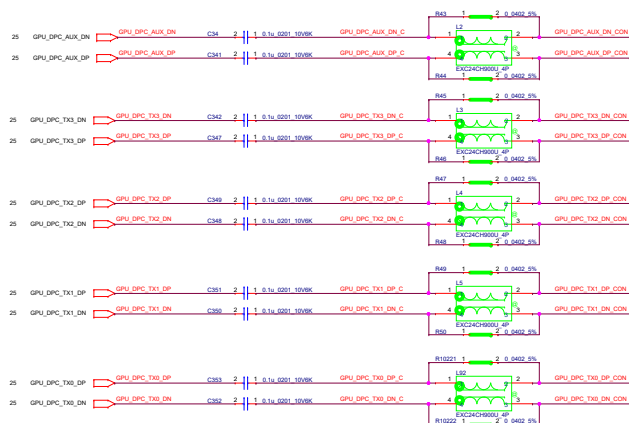 R43 1 2 0_0402_5%
L2
25 GPU_DPC_AUX_DN GPU_DPC_AUX_DN C34 2 1 0.1u_0201_10V6K GPU_DPC_AUX_DN_C 1 2 GPU_DPC_AUX_DN_CON
25 GPU_DPC_AUX_DP GPU_DPC_AUX_DP C341 2 1 0.1u_0201_10V6K GPU_DPC_AUX_DP_C 4 3 GPU_DPC_AUX_DP_CON
EXC24CH900U_4P
R44 1 2 0_0402_5%
R45 1 2 0_0402_5%
L3
25 GPU_DPC_TX3_DN GPU_DPC_TX3_DN C342 2 1 0.1u_0201_10V6K GPU_DPC_TX3_DN_C 1 2 GPU_DPC_TX3_DN_CON
25 GPU_DPC_TX3_DP GPU_DPC_TX3_DP C347 2 1 0.1u_0201_10V6K GPU_DPC_TX3_DP_C 4 3 GPU_DPC_TX3_DP_CON
EXC24CH900U_4P
R46 1 2 0_0402_5%
R47 1 2 0_0402_5%
L4
25 GPU_DPC_TX2_DP GPU_DPC_TX2_DP C349 2 1 0.1u_0201_10V6K GPU_DPC_TX2_DP_C 1 2 GPU_DPC_TX2_DP_CON
25 GPU_DPC_TX2_DN GPU_DPC_TX2_DN C348 2 1 0.1u_0201_10V6K GPU_DPC_TX2_DN_C 4 3 GPU_DPC_TX2_DN_CON
EXC24CH900U_4P
R48 1 2 0_0402_5%
R49 1 2 0_0402_5%
L5
25 GPU_DPC_TX1_DP GPU_DPC_TX1_DP C351 2 1 0.1u_0201_10V6K GPU_DPC_TX1_DP_C 1 2 GPU_DPC_TX1_DP_CON
25 GPU_DPC_TX1_DN GPU_DPC_TX1_DN C350 2 1 0.1u_0201_10V6K GPU_DPC_TX1_DN_C 4 3 GPU_DPC_TX1_DN_CON
EXC24CH900U_4P
R50 1 2 0_0402_5%
R10221 1 2 0_0402_5%
L92
25 GPU_DPC_TX0_DP GPU_DPC_TX0_DP C353 2 1 0.1u_0201_10V6K GPU_DPC_TX0_DP_C 1 2 GPU_DPC_TX0_DP_CON
25 GPU_DPC_TX0_DN GPU_DPC_TX0_DN C352 2 1 0.1u_0201_10V6K GPU_DPC_TX0_DN_C 4 3 GPU_DPC_TX0_DN_CON
EXC24CH900U_4P
R10222 1 2 0_0402_5%